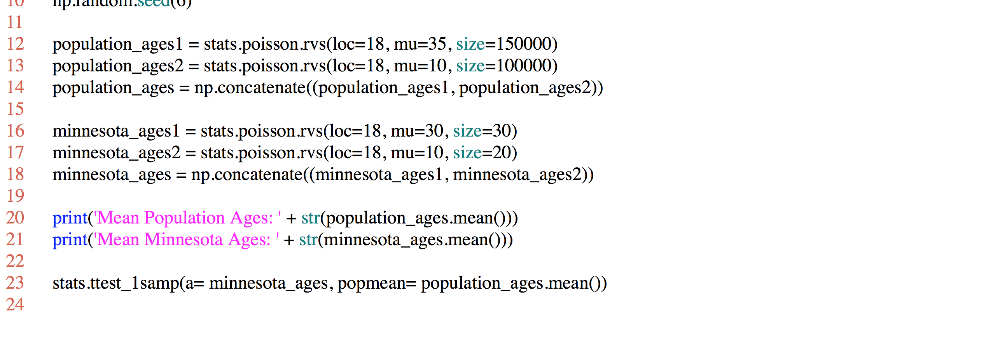 10 np.random.seed(6)
11
12 population_ages1 = stats.poisson.rvs(loc=18, mu=35, size=150000)
13 population_ages2 = stats.poisson.rvs(loc=18, mu=10, size=100000)
14 population_ages = np.concatenate((population_ages1, population_ages2))
15
16 minnesota_ages1 = stats.poisson.rvs(loc=18, mu=30, size=30)
17 minnesota_ages2 = stats.poisson.rvs(loc=18, mu=10, size=20)
18 minnesota_ages = np.concatenate((minnesota_ages1, minnesota_ages2))
19
20 print('Mean Population Ages: ' + str(population_ages.mean()))
21 print('Mean Minnesota Ages: ' + str(minnesota_ages.mean()))
22
23 stats.ttest_1samp(a= minnesota_ages, popmean= population_ages.mean())
24